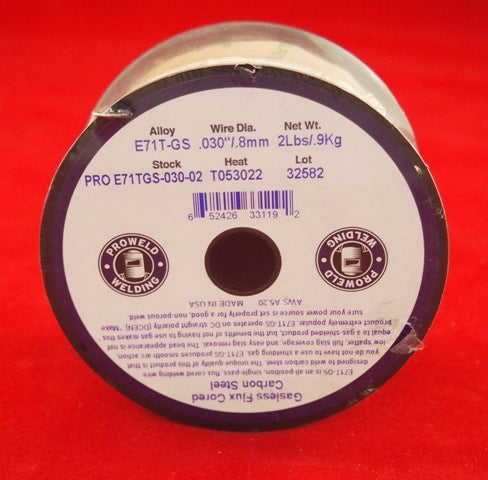 Alloy Wire Dia. Net Wt.
E71T-GS .030"/.8mm 2Lbs/.9Kg
Stock Heat Lot
PRO E71TGS-030-02 T053022 32582
6 52426 33119 2
PROWELD
WELDING
PROWELD
WELDING
Gasless Flux Cored
Carbon Steel
E71T-GS is an all-position, single-pass, flux cored welding wire
designed to weld carbon steel. The unique quality of this product is that
you do not have to use a shielding gas. E71T-GS produces smooth arc action,
low spatter, full slag coverage, and easy slag removal. The bead appearance is not
equal to a gas-shielded product, but the benefits of not having to use gas makes this
product extremely popular. E71T-GS operates on DC straight polarity (DCEN). *Make
sure your power source is set properly for a good, non-porous weld.
AWS A5.20 MADE IN USA